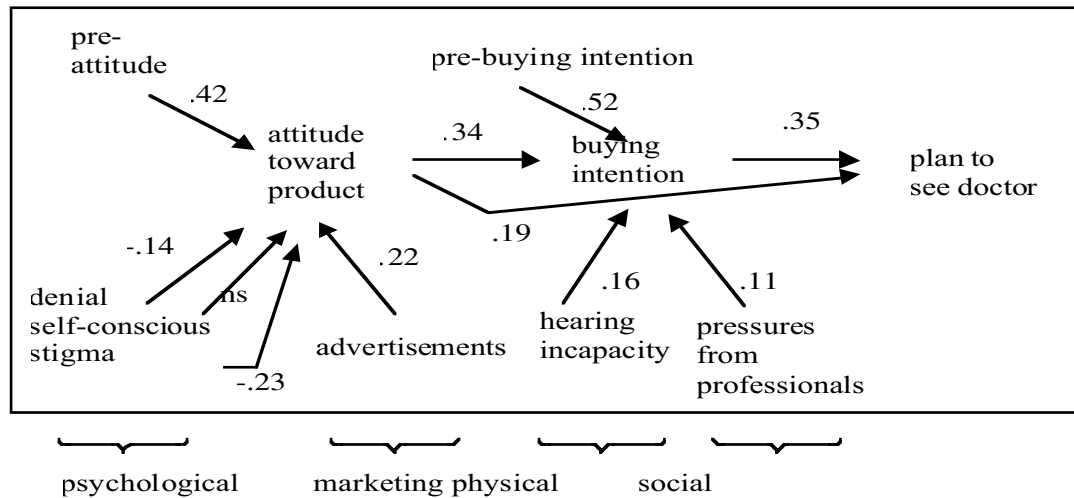 pre-
attitude
pre-buying intention
.42
.52
.34
.35
attitude
toward
product
buying
intention
plan to
see doctor
.19
-.14
.22
ns
.16
.11
denial
self-conscious
stigma
-.23
advertisements
hearing
incapacity
pressures
from
professionals
psychological
marketing physical
social